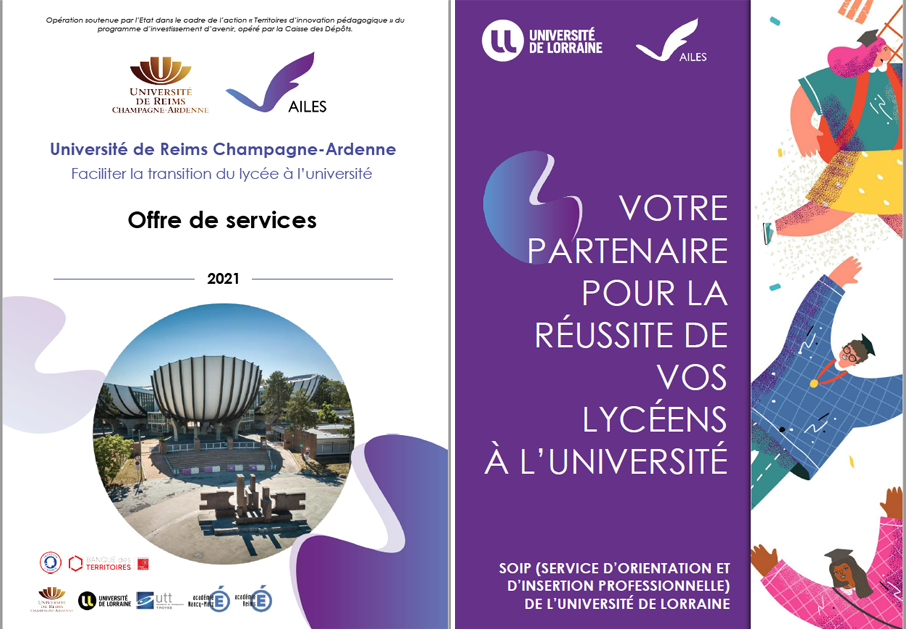 Opération soutenue par l'Etat dans le cadre de l'action « Territoires d'innovation pédagogique » du
programme d'investissement d'avenir, opéré par la Caisse des Dépôts.
UNIVERSITÉ
DE REIMS
CHAMPAGNE-ARDENNE
AILES
Université de Reims Champagne-Ardenne
Faciliter la transition du lycée à l'université
Offre de services
2021
BANQUE des
TERRITOIRES
UNIVERSITÉ
DE LORRAINE
utt
académie
Nancy-Metz
académie
Reims
UNIVERSITÉ
DE LORRAINE
AILES
VOTRE
PARTENAIRE
POUR LA
RÉUSSITE DE
VOS
LYCÉENS
À L'UNIVERSITÉ
SOIP (SERVICE D'ORIENTATION ET
D'INSERTION PROFESSIONNELLE)
DE L'UNIVERSITÉ DE LORRAINE